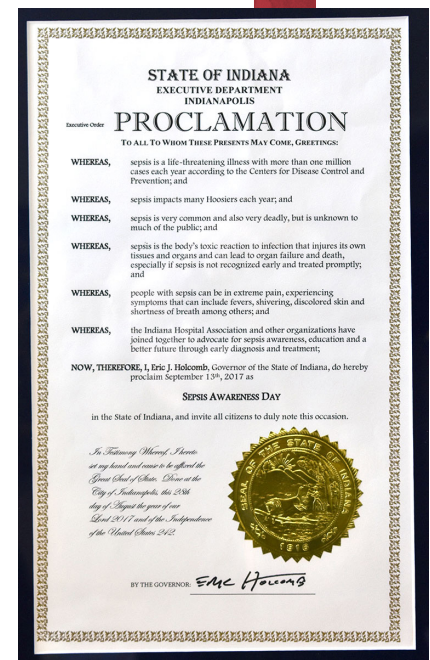 STATE OF INDIANA
EXECUTIVE DEPARTMENT
INDIANAPOLIS
Executive Order PROCLAMATION
TO ALL TO WHOM THESE PRESENTS MAY COME, GREETINGS:
WHEREAS, sepsis is a life-threatening illness with more than one million
cases each year according to the Centers for Disease Control and
Prevention; and
WHEREAS, sepsis impacts many Hoosiers each year; and
WHEREAS, sepsis is very common and also very deadly, but is unknown to
much of the public; and
WHEREAS, sepsis is the body's toxic reaction to infection that injures its own
tissues and organs and can lead to organ failure and death,
especially if sepsis is not recognized early and treated promptly;
and
WHEREAS, people with sepsis can be in extreme pain, experiencing
symptoms that can include fevers, shivering, discolored skin and
shortness of breath among others; and
WHEREAS, the Indiana Hospital Association and other organizations have
joined together to advocate for sepsis awareness, education and a
better future through early diagnosis and treatment;
NOW, THEREFORE, I, Eric J. Holcomb, Governor of the State of Indiana, do hereby
proclaim September 13th, 2017 as
SEPSIS AWARENESS DAY
in the State of Indiana, and invite all citizens to duly note this occasion.
In Testimony Whereof, I hereto
set my hand and cause to be affixed the
Great Seal of State. Done at the
City of Indianapolis, this 28th
day of August the year of our
Lord 2017 and of the Independence
of the United States 242.
SEAL OF THE STATE OF INDIANA
1816
BY THE GOVERNOR: Eric Holcomb